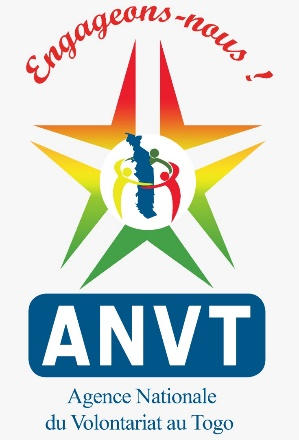 Engageons-nous !
ANVT
Agence Nationale
du Volontariat au Togo